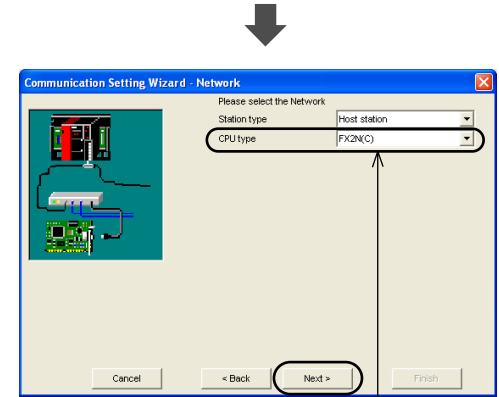 Communication Setting Wizard - Network
Please select the Network
Station type Host station
CPU type FX2N(C)
Cancel < Back Next > Finish